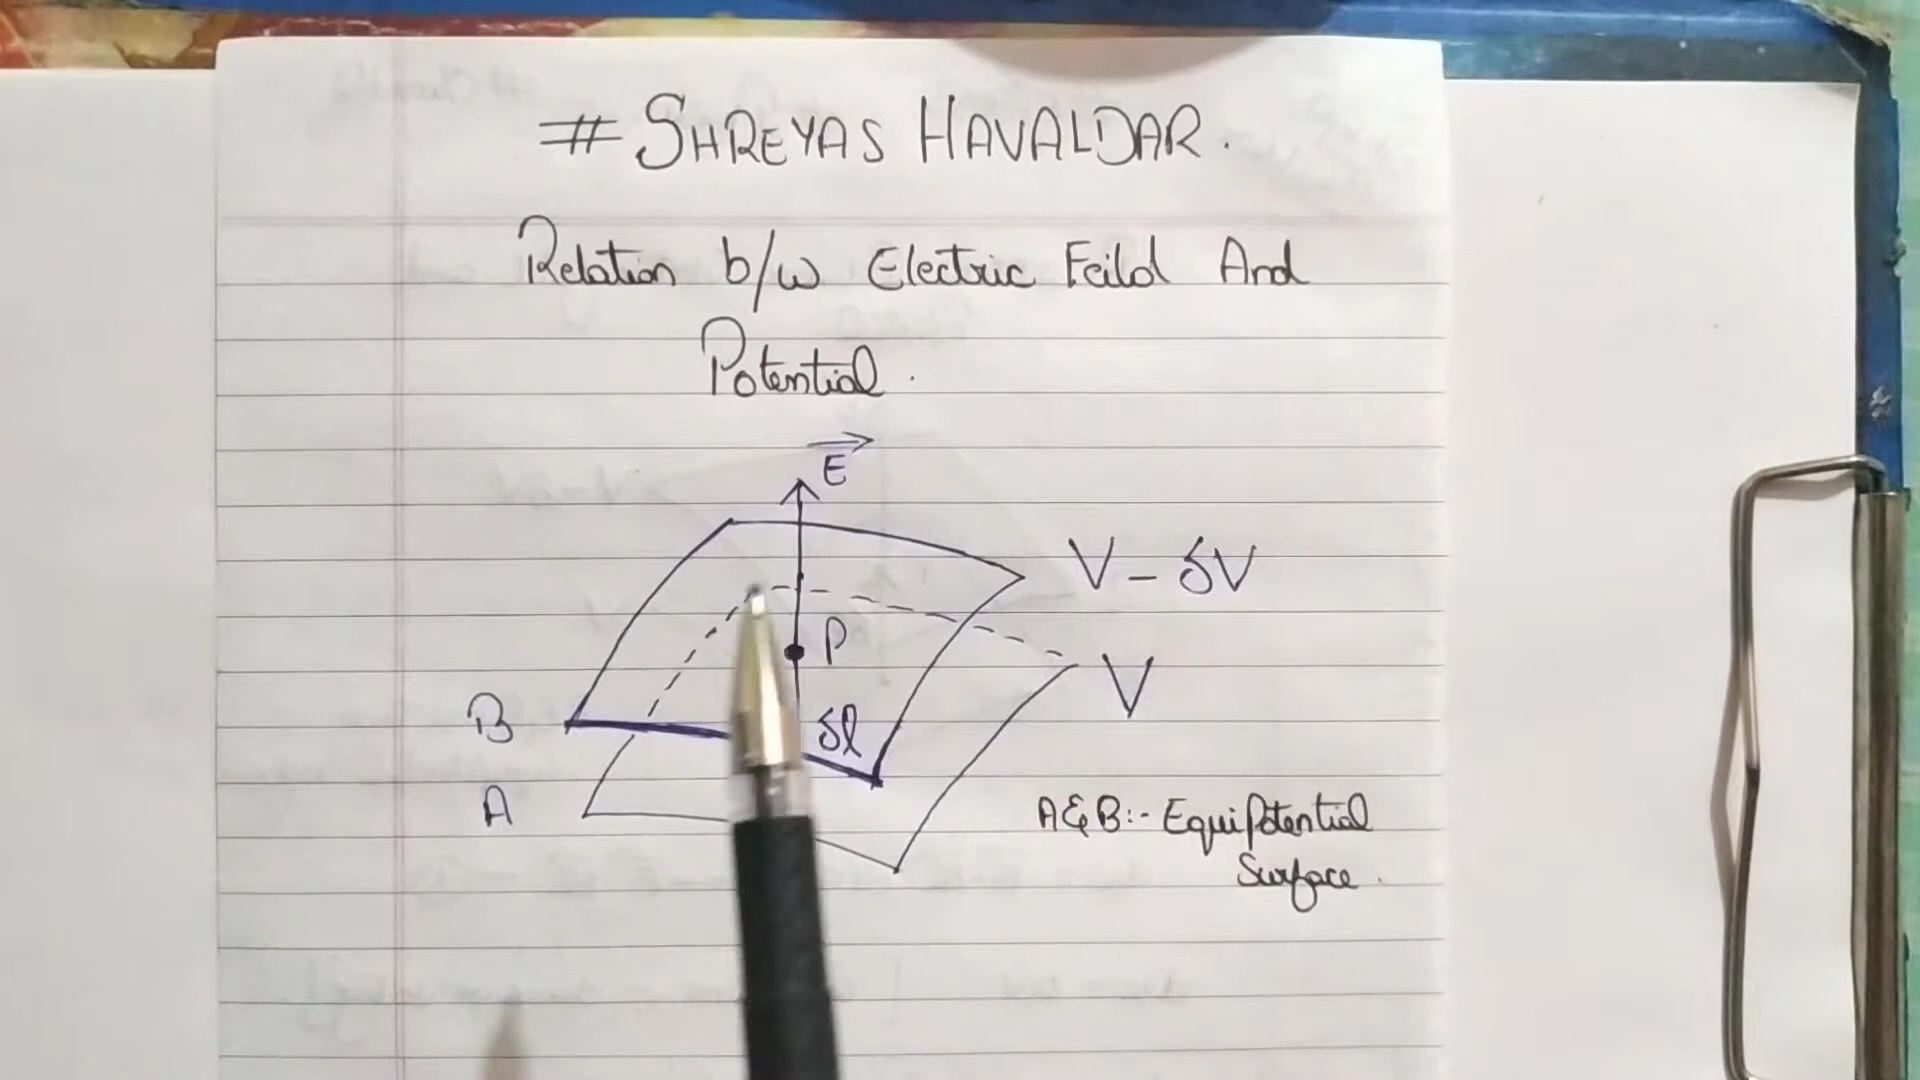 # SHREYAS HAVALDAR.
Relation b/w Electric Feild And
Potential.
E
V - δV
P
V
B
δl
A
A & B:- Equipotential
Surface.